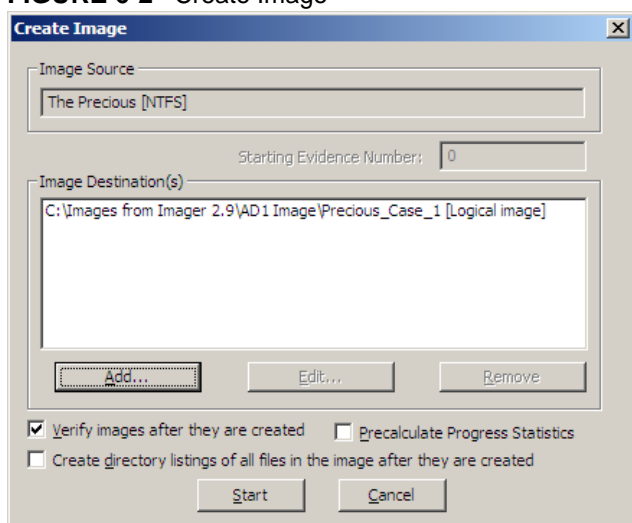 FIGURE 6-2 Create Image
Create Image
Image Source
The Precious [NTFS]
Starting Evidence Number: 0
Image Destination(s)
C:\Images from Imager 2.9\AD1 Image\Precious_Case_1 [Logical image]
Add... Edit... Remove
Verify images after they are created Precalculate Progress Statistics
Create directory listings of all files in the image after they are created
Start Cancel